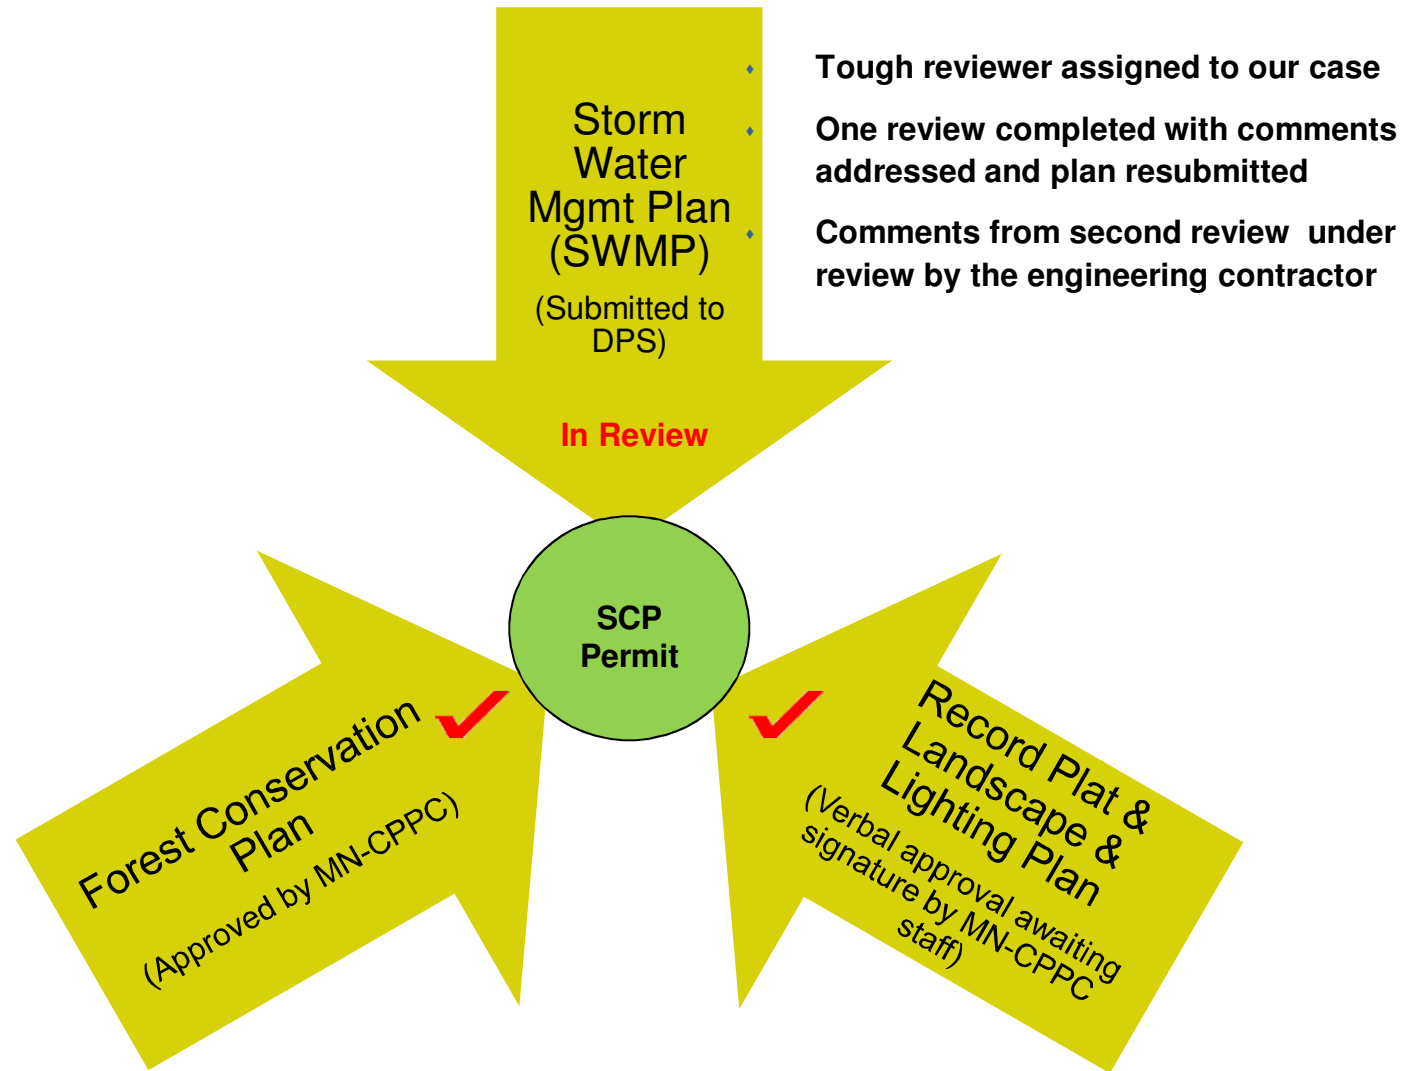 Storm
Water
Mgmt Plan
(SWMP)
(Submitted to
DPS)
In Review
Tough reviewer assigned to our case
One review completed with comments
addressed and plan resubmitted
Comments from second review  under
review by the engineering contractor
SCP
Permit
Forest Conservation
Plan
(Approved by MN-CPPC)
Record Plat &
Landscape &
Lighting Plan
(Verbal approval awaiting
signature by MN-CPPC
staff)